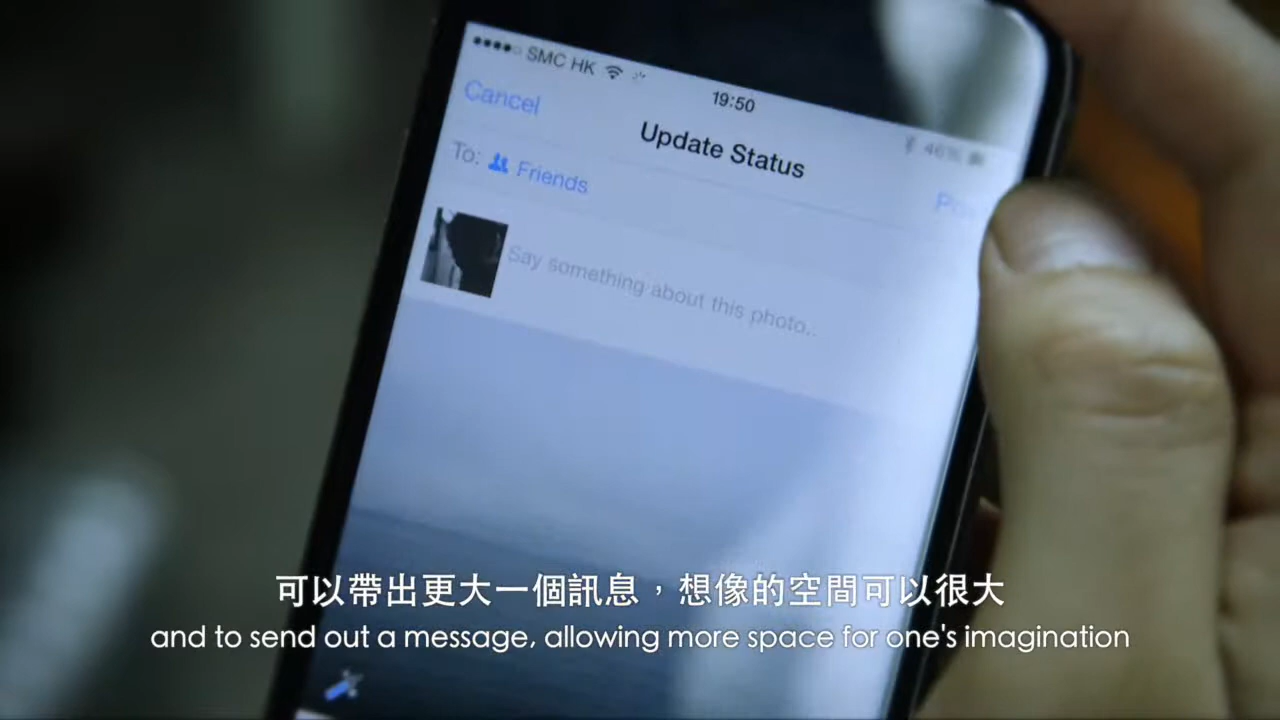 SMC HK
19:50
46%
Cancel
Update Status
To: Friends
Say something about this photo..
可以帶出更大一個訊息，想像的空間可以很大
and to send out a message, allowing more space for one's imagination